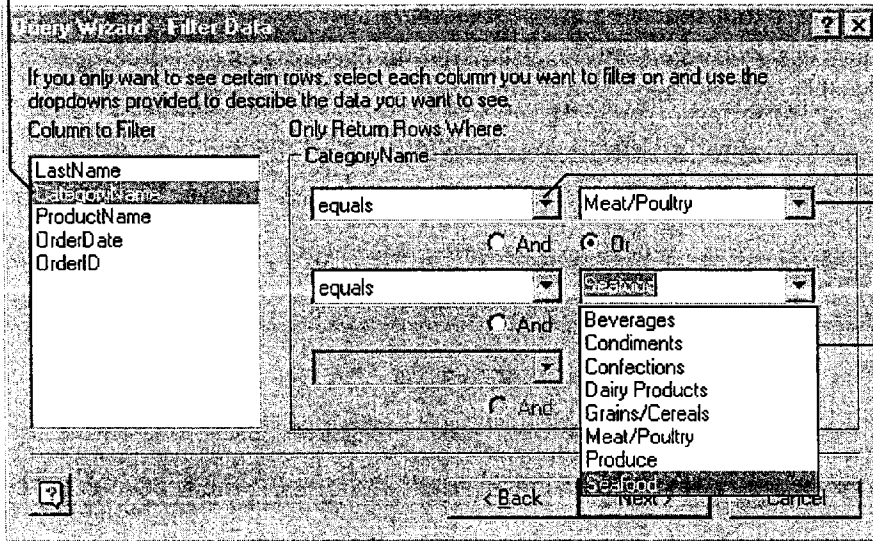 Query Wizard - Filter Data
If you only want to see certain rows, select each column you want to filter on and use the
dropdowns provided to describe the data you want to see.
Column to Filter
Only Return Rows Where:
LastName
CategoryName
ProductName
OrderDate
OrderID
CategoryName
equals
Meat/Poultry
And
Or
equals
Seafood
And
And
Beverages
Condiments
Confections
Dairy Products
Grains/Cereals
Meat/Poultry
Produce
Seafood
?
< Back
Next >
Cancel